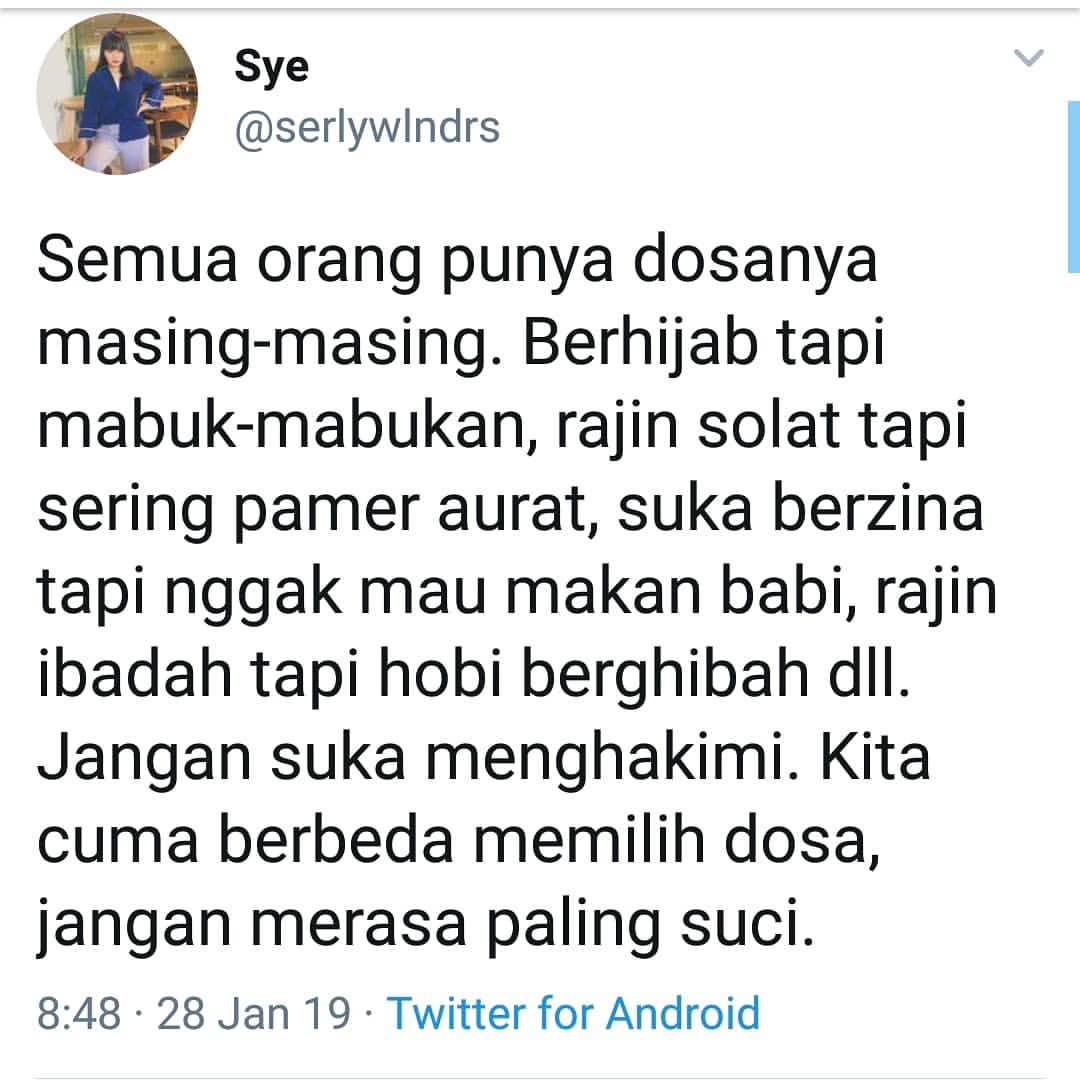 Sye
@serlywlndrs
Semua orang punya dosanya
masing-masing. Berhijab tapi
mabuk-mabukan, rajin solat tapi
sering pamer aurat, suka berzina
tapi nggak mau makan babi, rajin
ibadah tapi hobi berghibah dll.
Jangan suka menghakimi. Kita
cuma berbeda memilih dosa,
jangan merasa paling suci.
8:48 · 28 Jan 19 · Twitter for Android